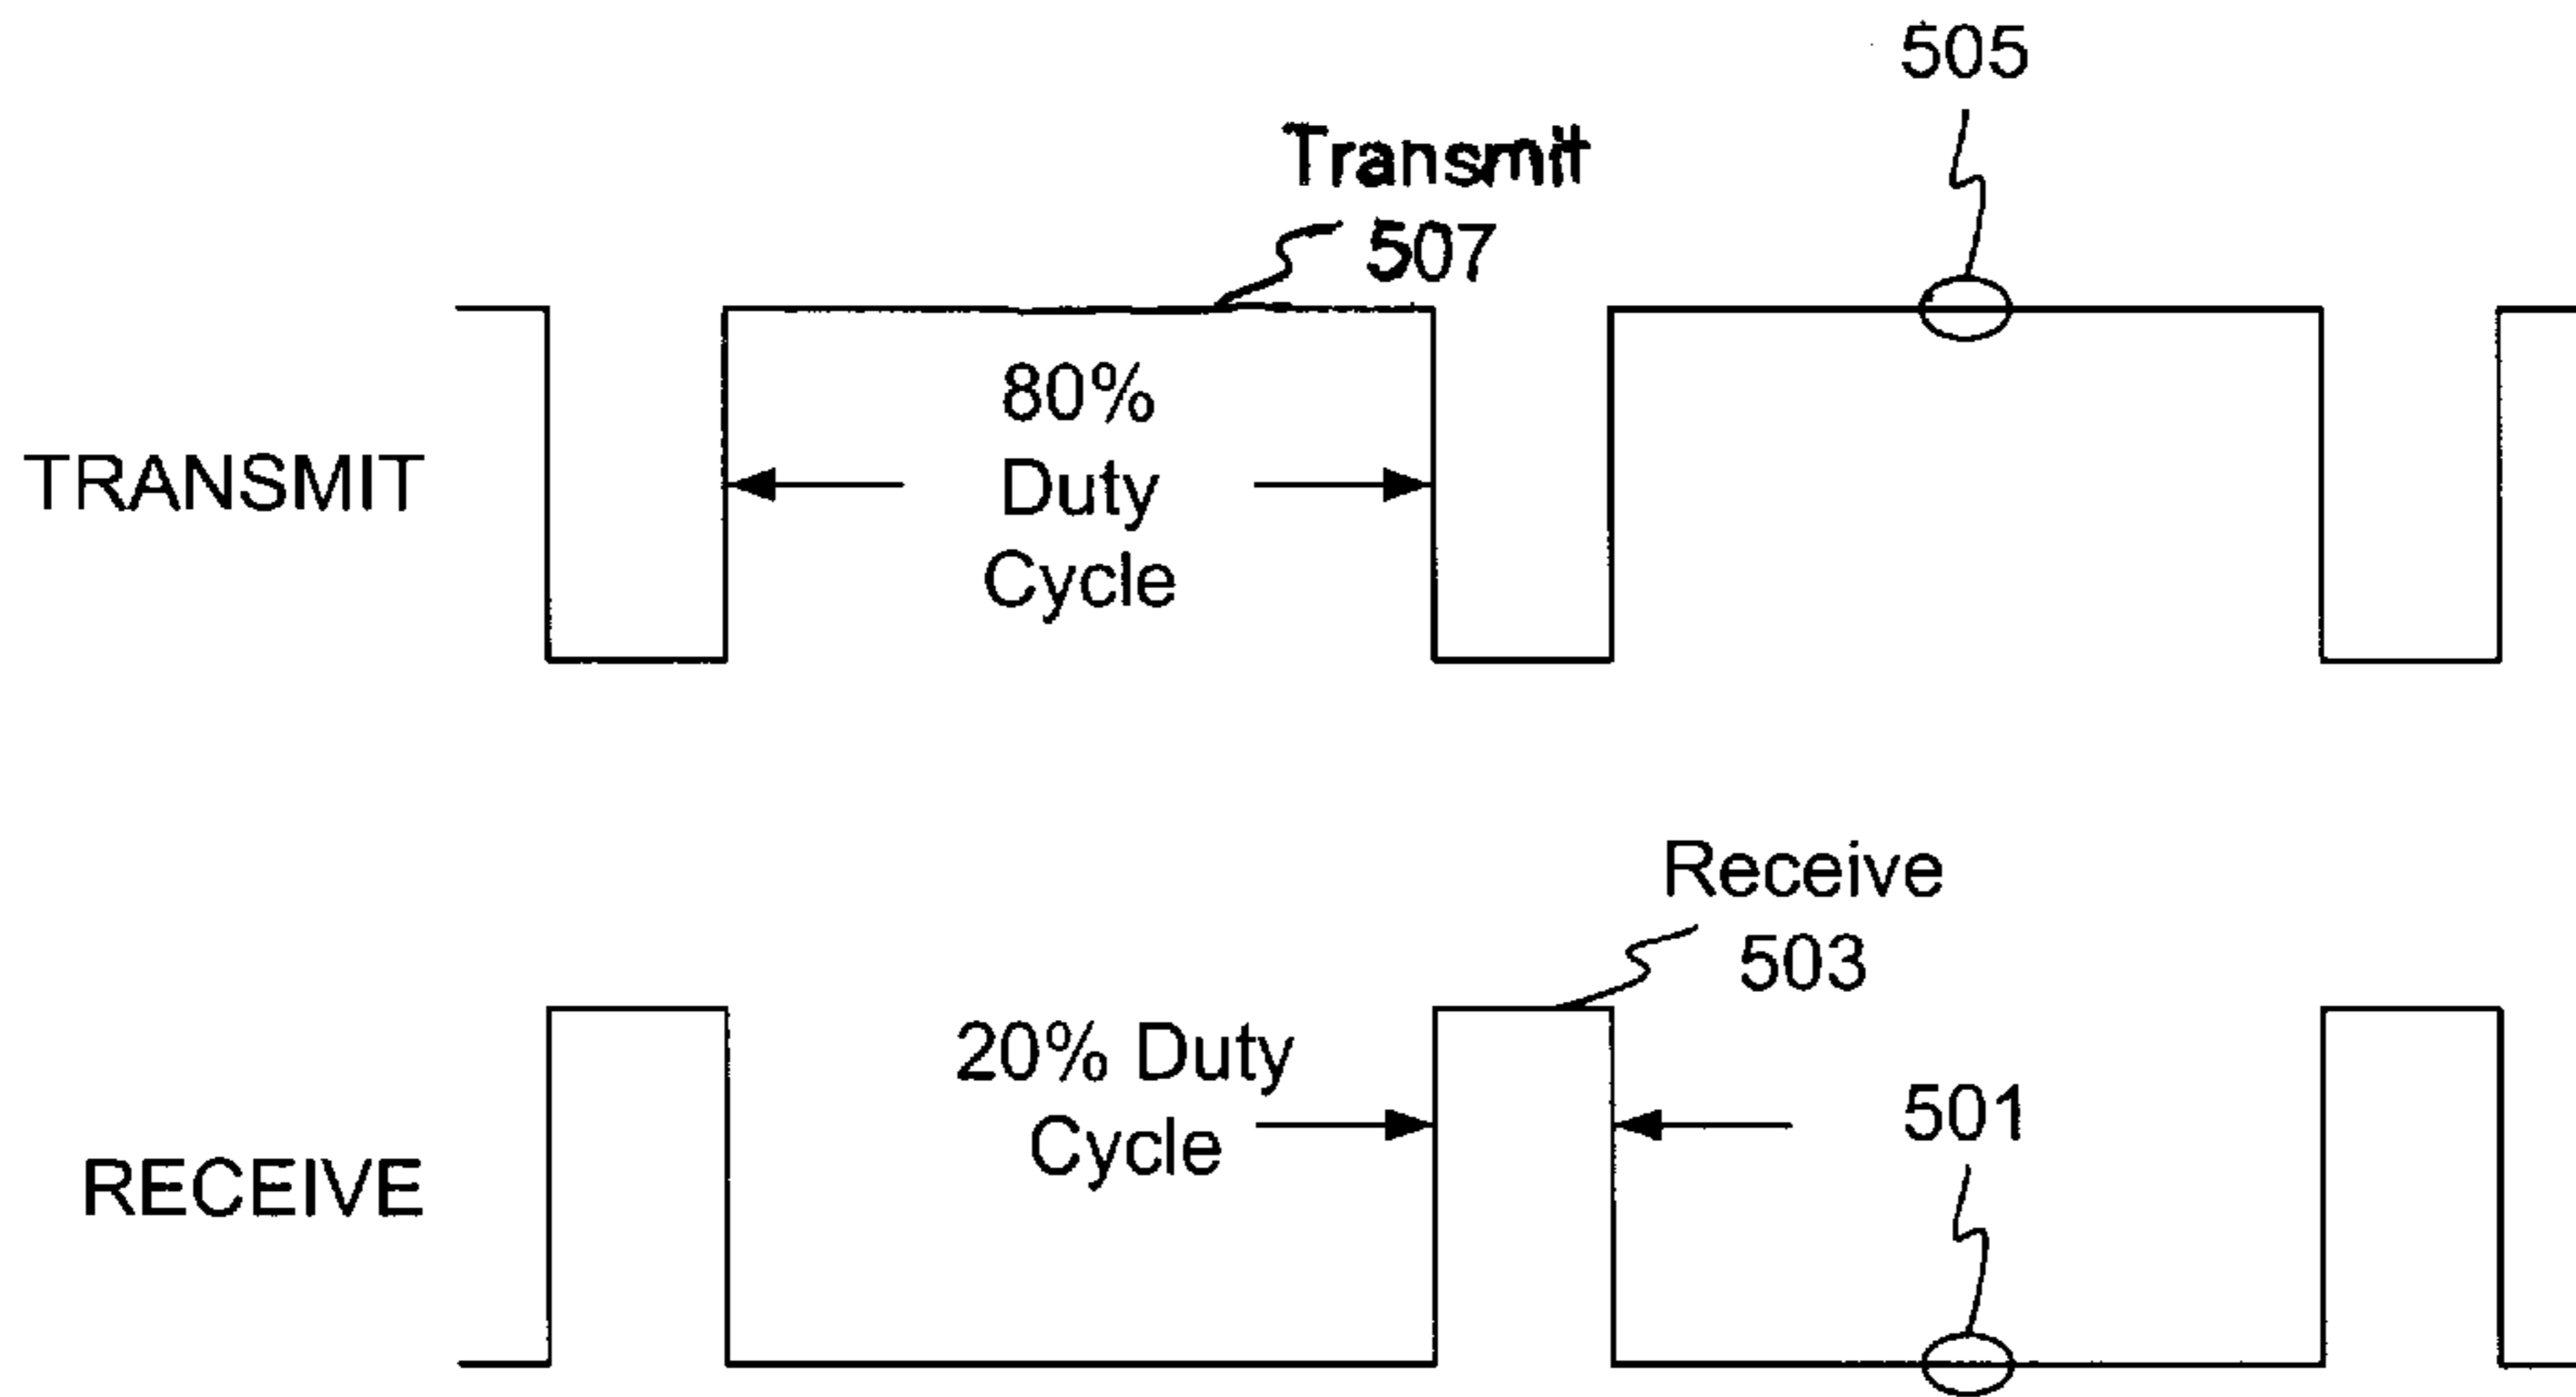 505
Transmit
507
80%
Duty
Cycle
TRANSMIT
Receive
503
20% Duty
Cycle
501
RECEIVE